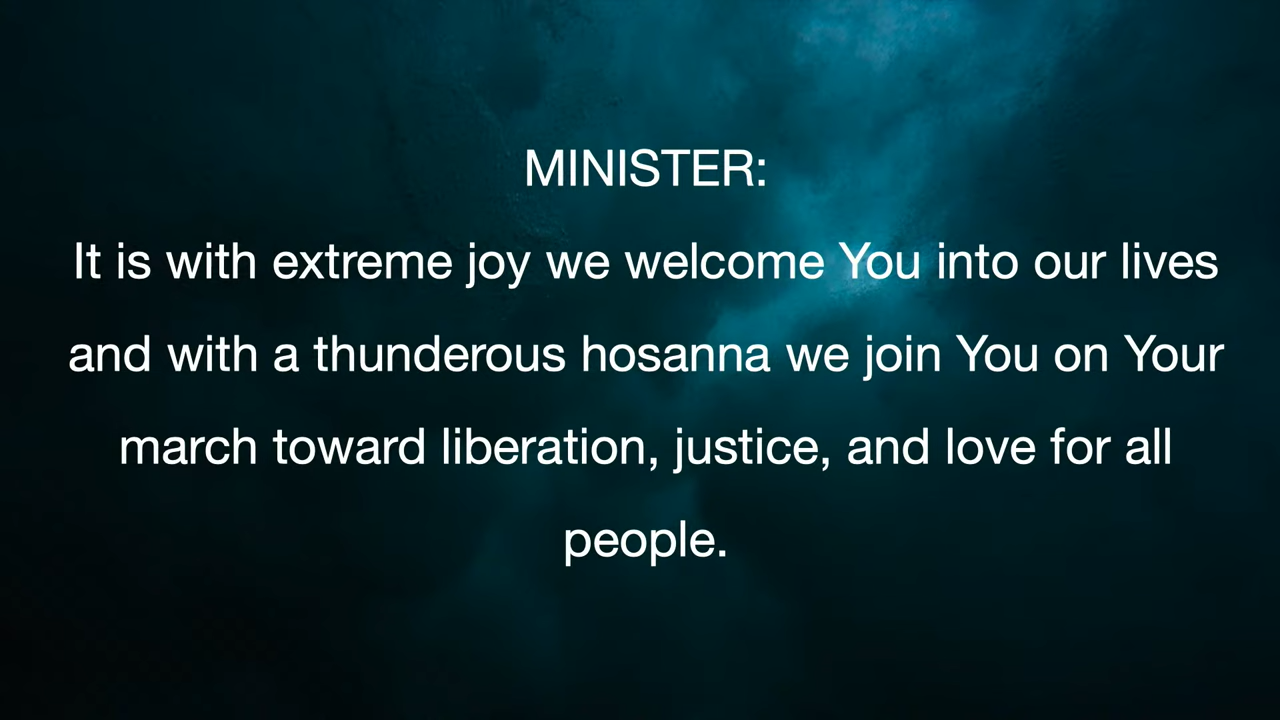 MINISTER:
It is with extreme joy we welcome You into our lives
and with a thunderous hosanna we join You on Your
march toward liberation, justice, and love for all
people.